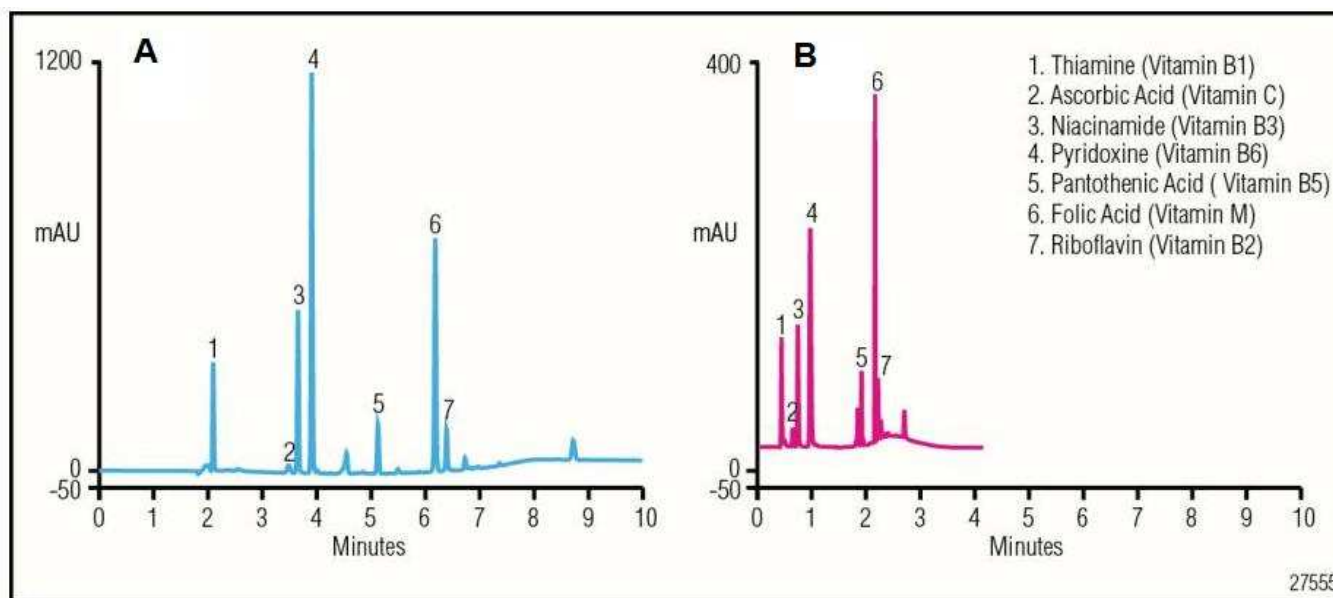 A
1200
0
-50
mAU
1
2
3
4
5
6
7
0 1 2 3 4 5 6 7 8 9 10
Minutes
B
400
0
-50
mAU
1
2
3
4
5
6
7
0 1 2 3 4 5 6 7 8 9 10
Minutes
1. Thiamine (Vitamin B1)
2. Ascorbic Acid (Vitamin C)
3. Niacinamide (Vitamin B3)
4. Pyridoxine (Vitamin B6)
5. Pantothenic Acid ( Vitamin B5)
6. Folic Acid (Vitamin M)
7. Riboflavin (Vitamin B2)
27555